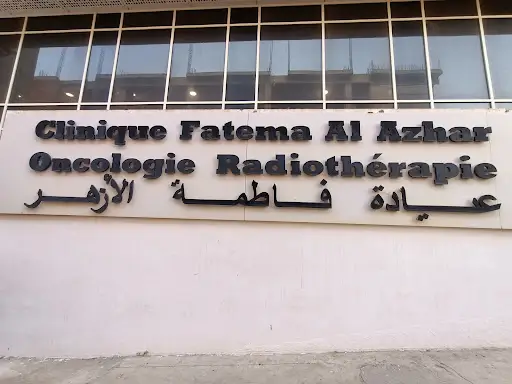 Clinique Fatema Al Azhar
Oncologie Radiothérapie
عيادة فاطمة الأزهر